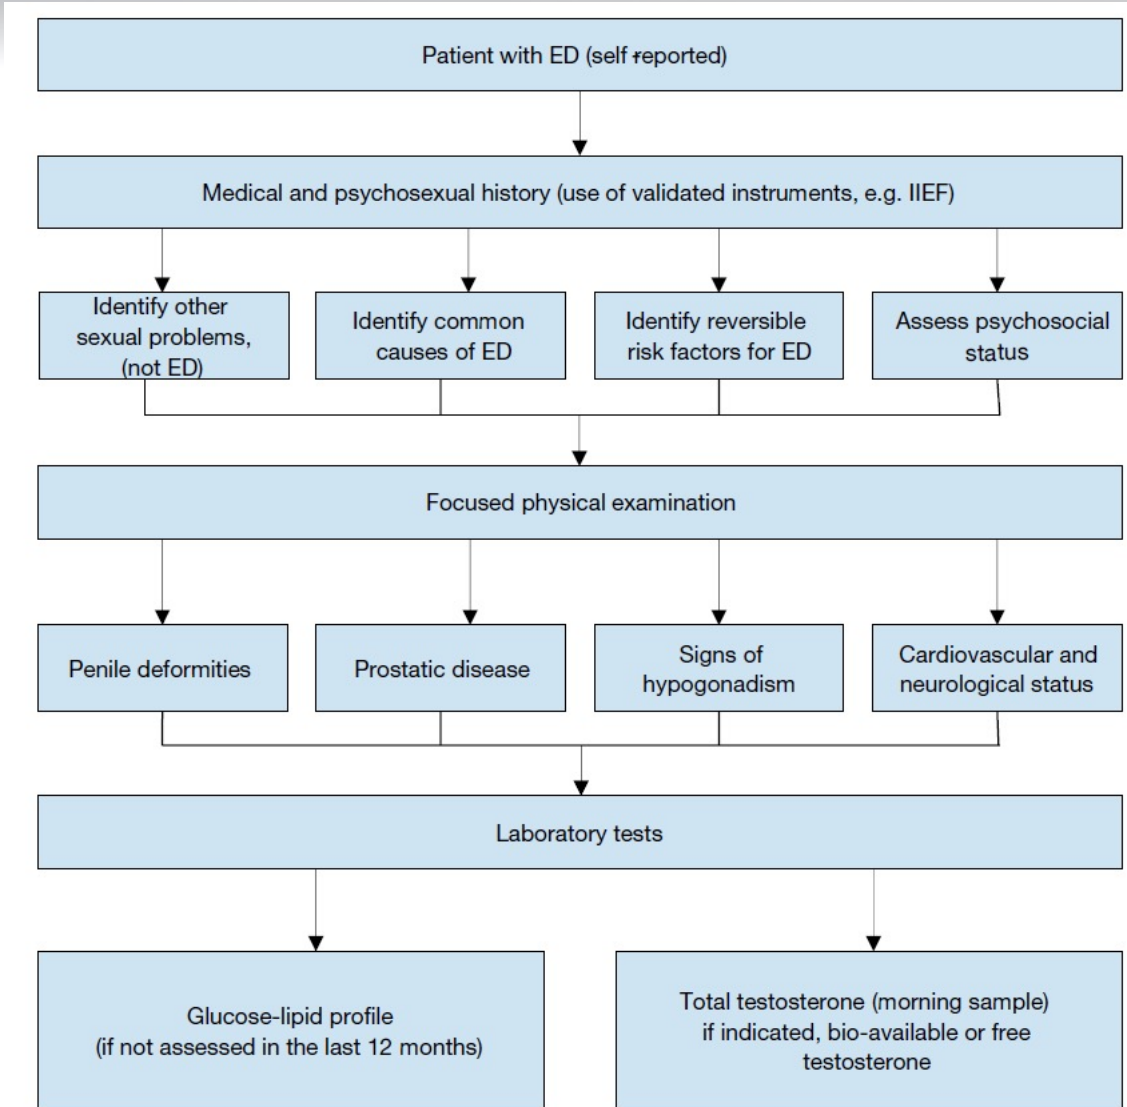 Patient with ED (self reported)
Medical and psychosexual history (use of validated instruments, e.g. IIEF)
Identify other
sexual problems,
(not ED)
Identify common
causes of ED
Identify reversible
risk factors for ED
Assess psychosocial
status
Focused physical examination
Penile deformities
Prostatic disease
Signs of
hypogonadism
Cardiovascular and
neurological status
Laboratory tests
Glucose-lipid profile
(if not assessed in the last 12 months)
Total testosterone (morning sample)
if indicated, bio-available or free
testosterone